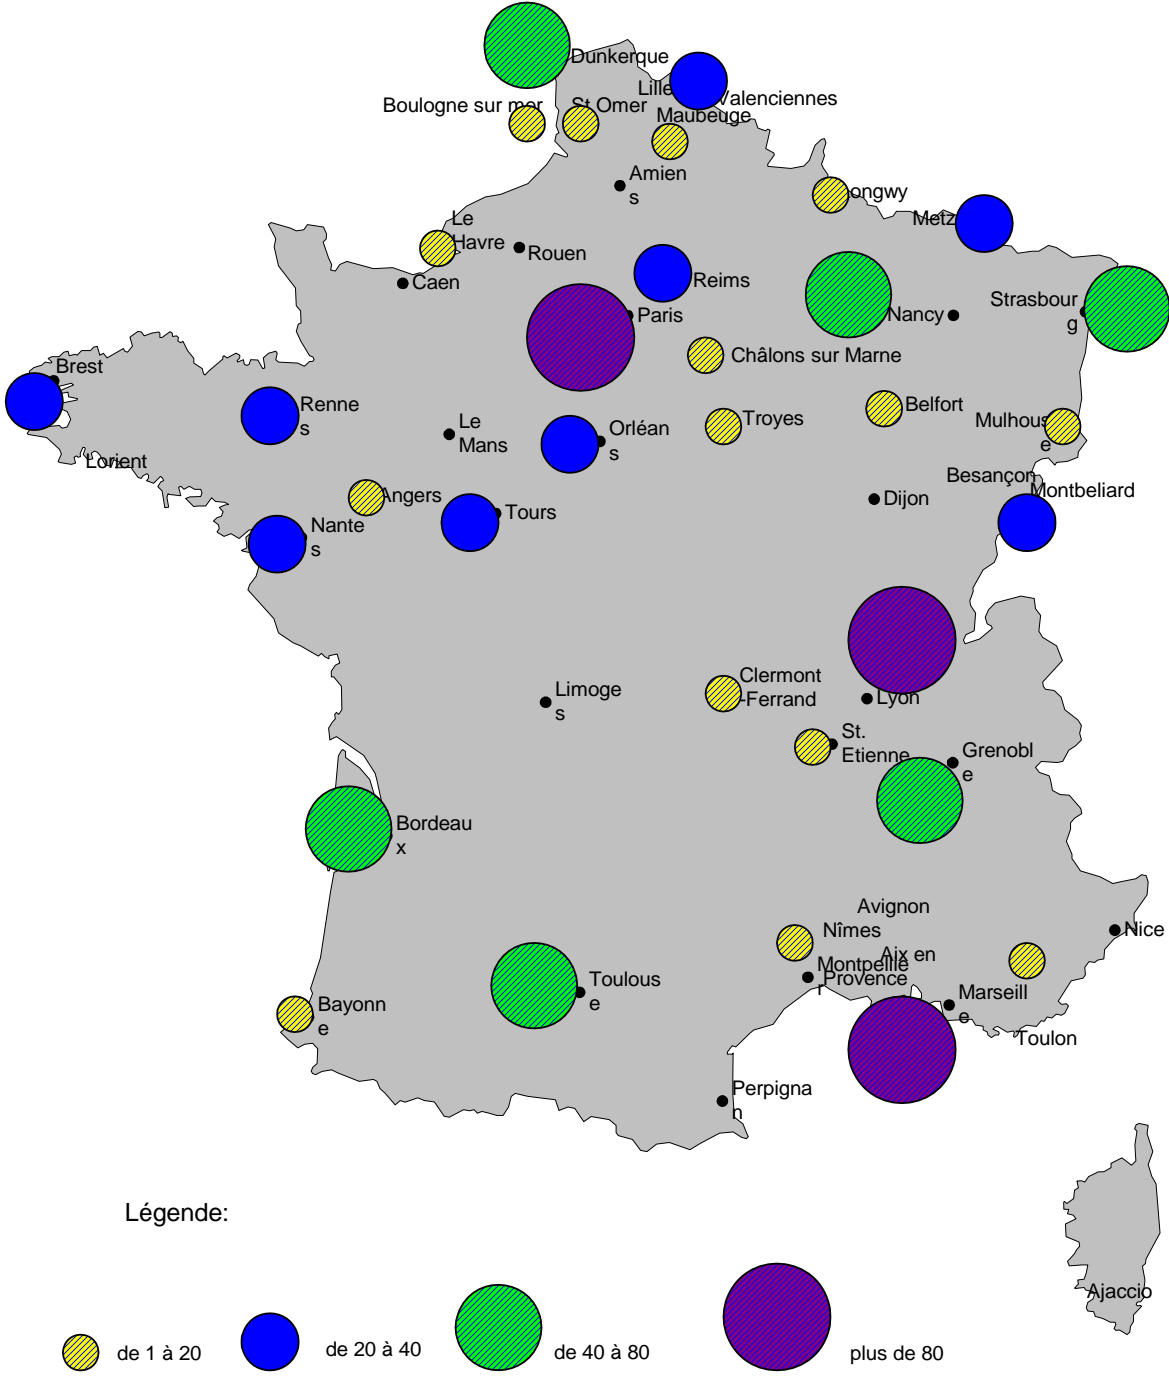 Dunkerque
Lille
Valenciennes
Boulogne sur mer
St Omer
Maubeuge
Amien
s
ongwy
Metz
Le
Havre
Rouen
Caen
Reims
Paris
Nancy
Strasbour
g
Châlons sur Marne
Brest
Renne
s
Le
Mans
Orléan
s
Troyes
Belfort
Mulhous
e
Lorient
Angers
Tours
Dijon
Besançon
Montbeliard
Nante
s
Limoge
s
Clermont
-Ferrand
Lyon
St.
Etienne
Grenobl
e
Bordeau
x
Avignon
Nîmes
Aix en
Provence
Montpellie
r
Nice
Toulous
e
Bayonn
e
Marseill
e
Toulon
Perpigna
n
Ajaccio
Légende:
de 1 à 20
de 20 à 40
de 40 à 80
plus de 80